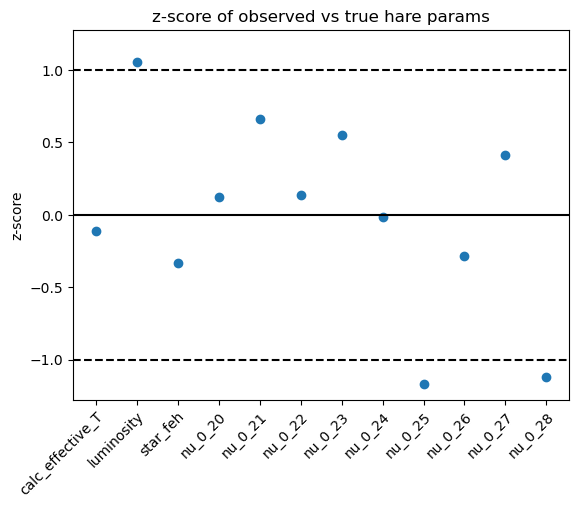 z-score of observed vs true hare params
z-score
1.0
0.5
0.0
−0.5
−1.0
calc_effective_T
luminosity
star_feh
nu_0_20
nu_0_21
nu_0_22
nu_0_23
nu_0_24
nu_0_25
nu_0_26
nu_0_27
nu_0_28